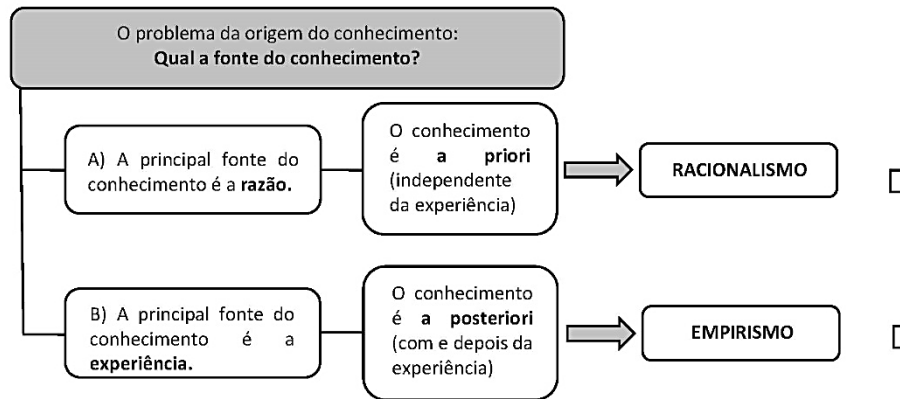 O problema da origem do conhecimento:
Qual a fonte do conhecimento?
A) A principal fonte do
conhecimento é a razão.
O conhecimento
é a priori
(independente
da experiência)
RACIONALISMO
B) A principal fonte do
conhecimento é a
experiência.
O conhecimento
é a posteriori
(com e depois da
experiência)
EMPIRISMO